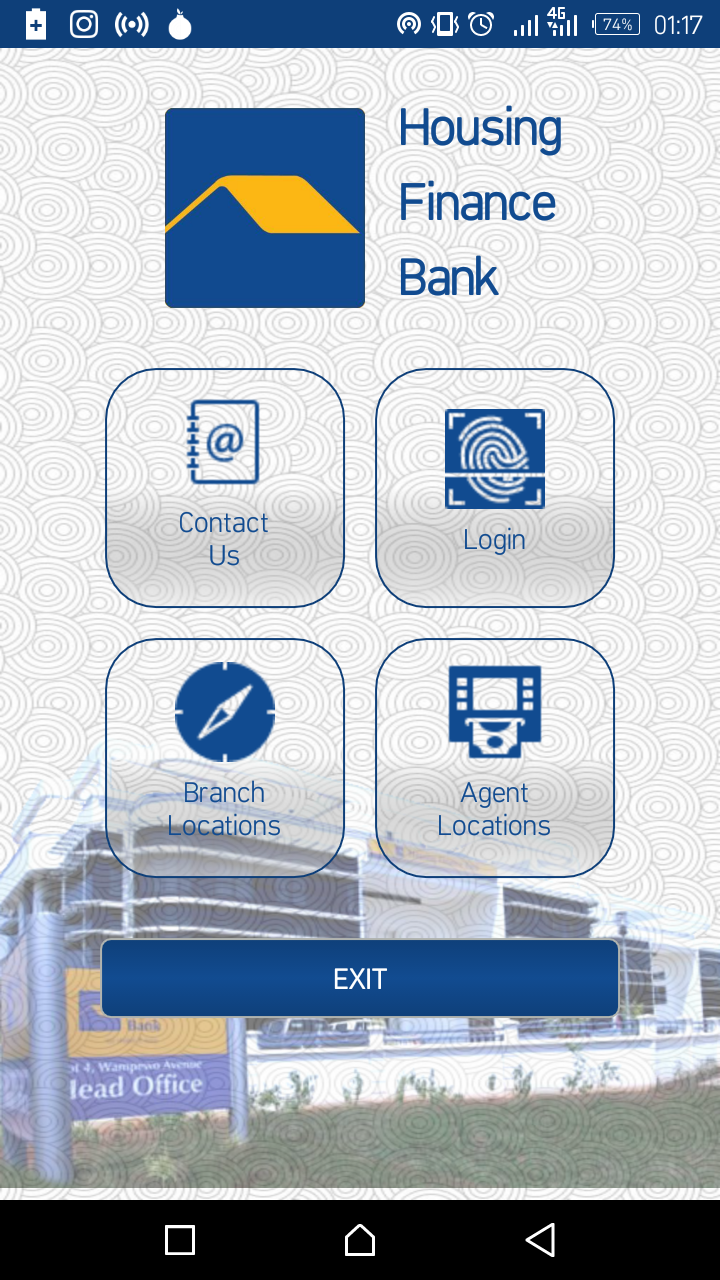 4G
74%
01:17
Housing
Finance
Bank
@
Contact
Us
Login
Branch
Locations
Agent
Locations
EXIT
Bank
ot 4, Wampewo Avenue
Head Office